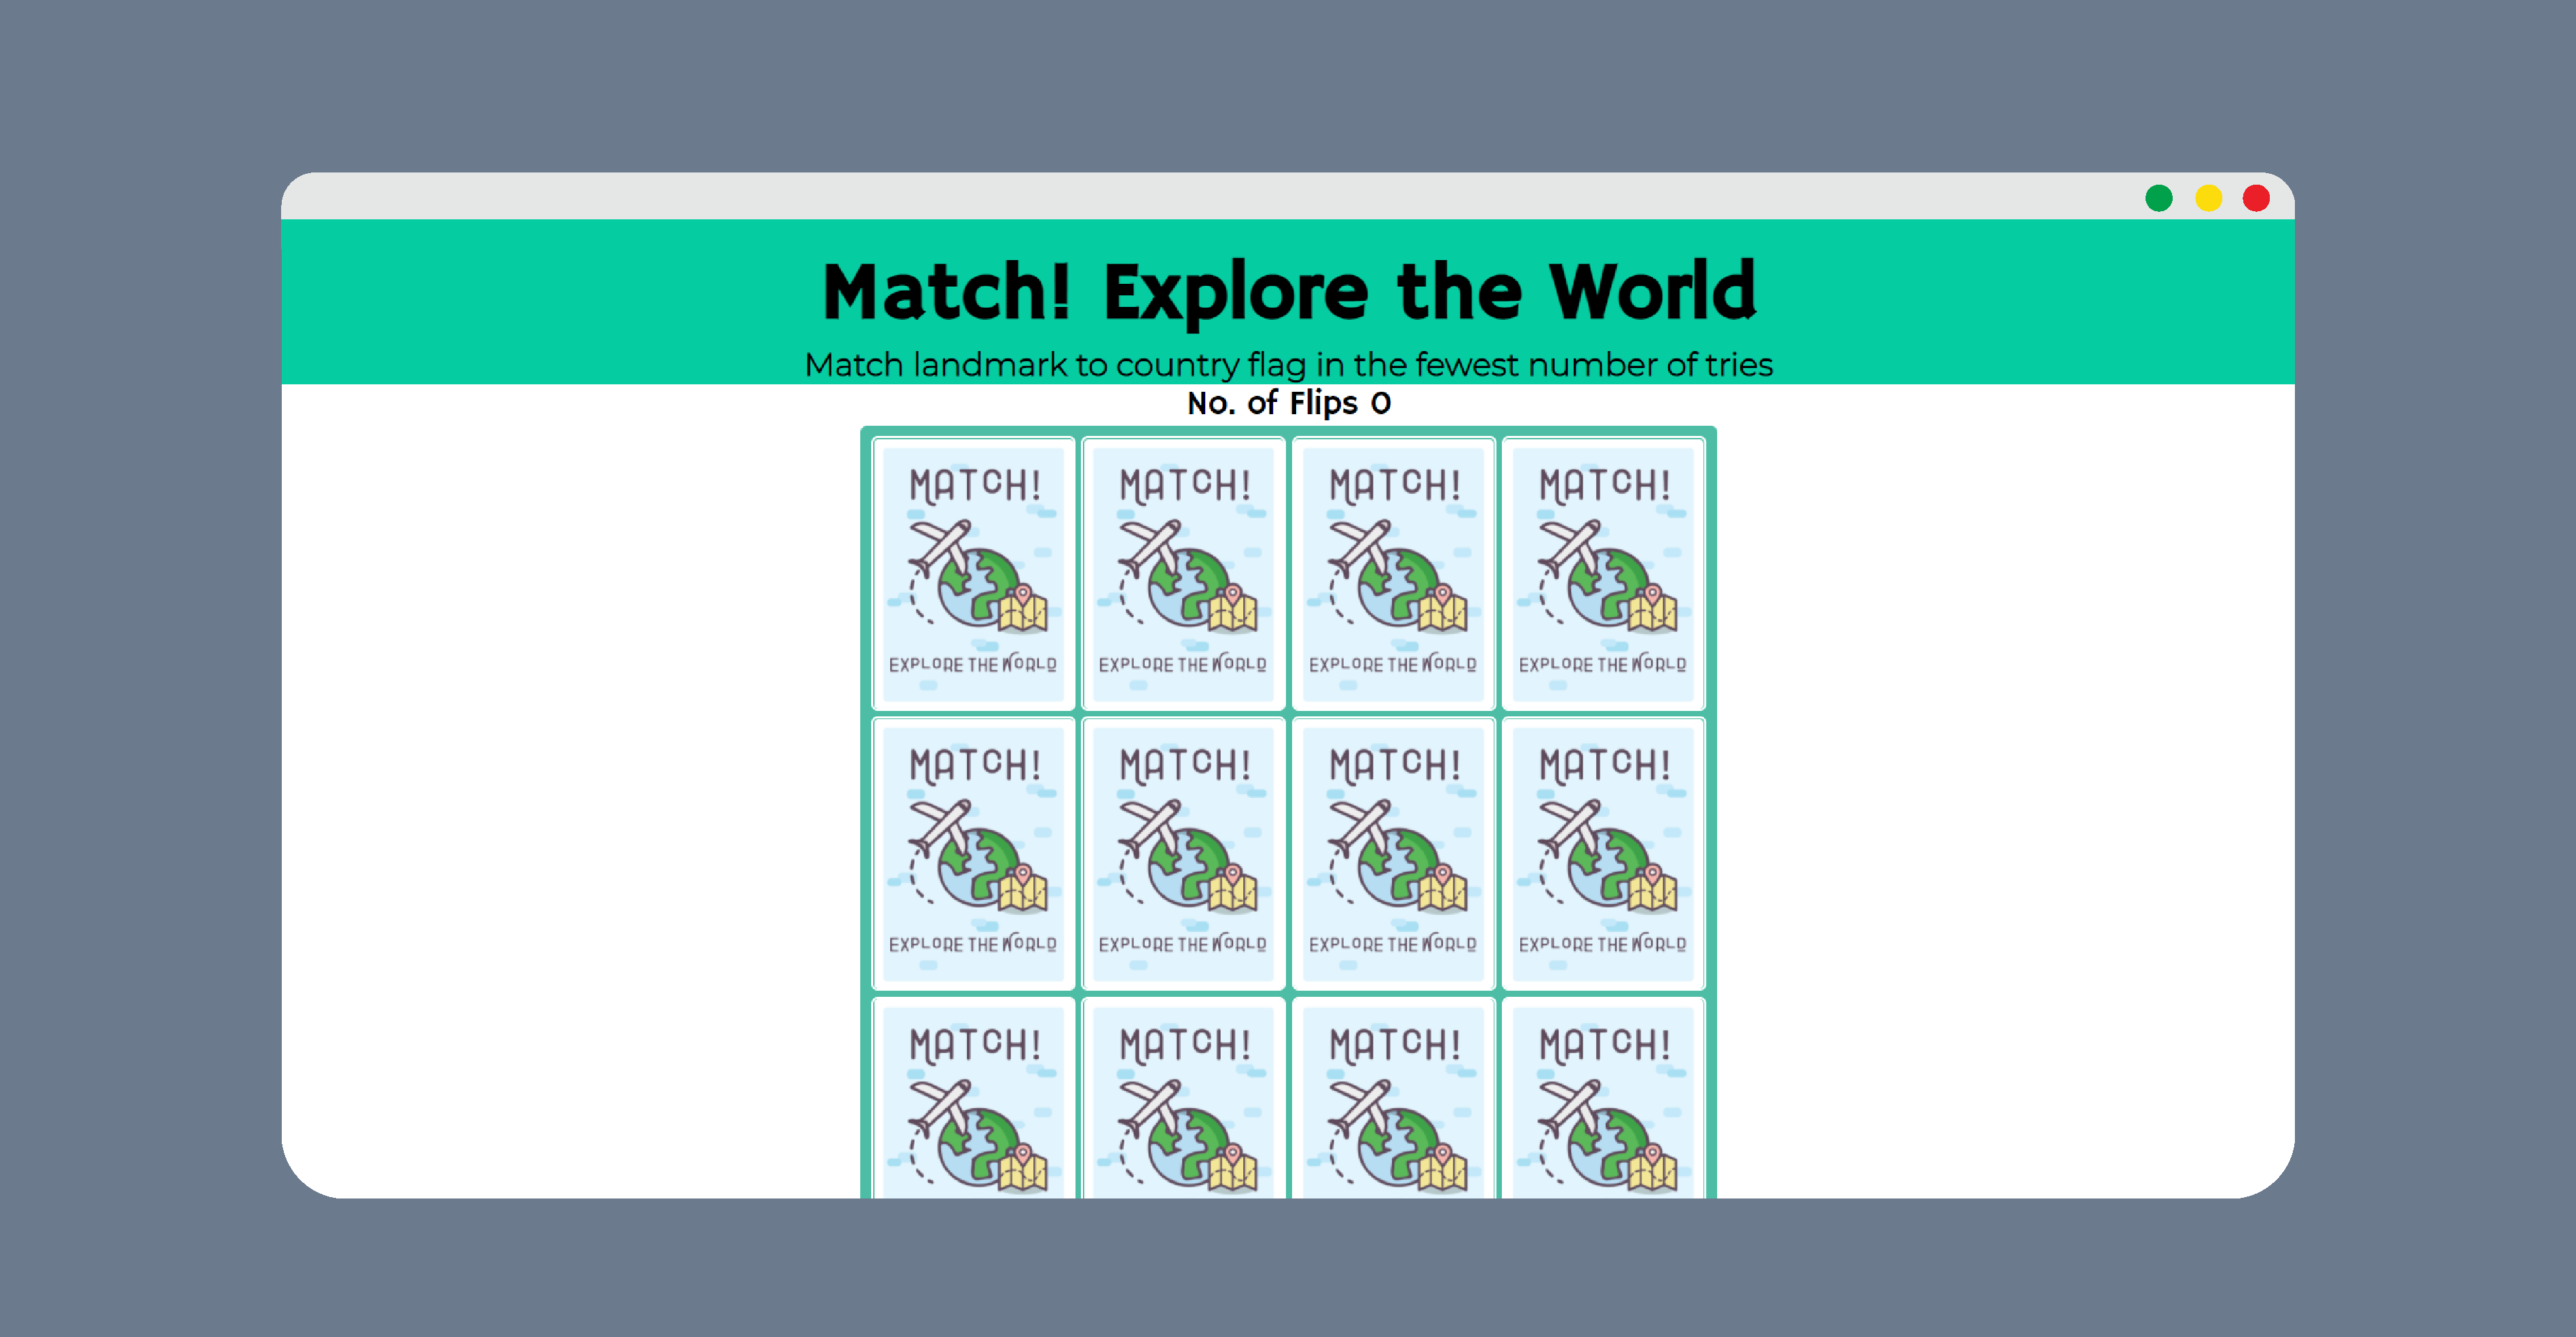 Match! Explore the World
Match landmark to country flag in the fewest number of tries
No. of Flips 0
MATCH! MATCH! MATCH! MATCH!
EXPLORE THE WORLD EXPLORE THE WORLD EXPLORE THE WORLD EXPLORE THE WORLD
MATCH! MATCH! MATCH! MATCH!
EXPLORE THE WORLD EXPLORE THE WORLD EXPLORE THE WORLD EXPLORE THE WORLD
MATCH! MATCH! MATCH! MATCH!